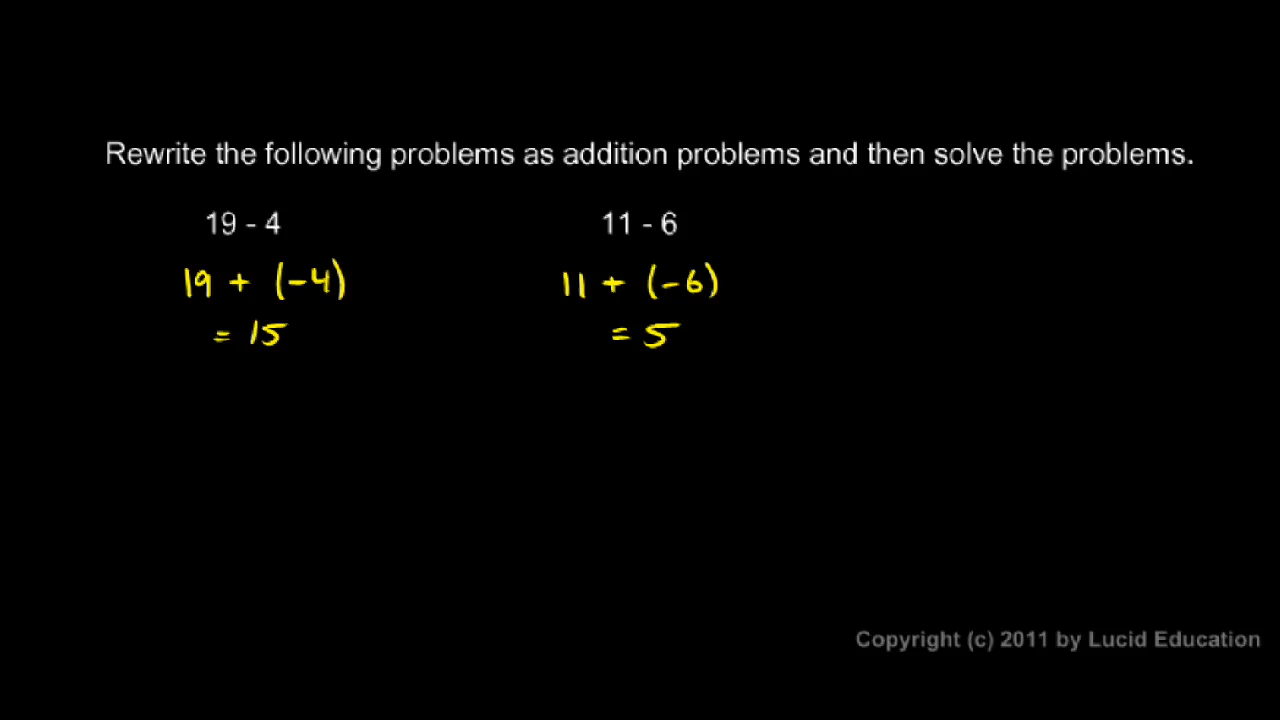 Rewrite the following problems as addition problems and then solve the problems.
19 - 4
19 + (-4)
= 15
11 - 6
11 + (-6)
= 5
Copyright (c) 2011 by Lucid Education